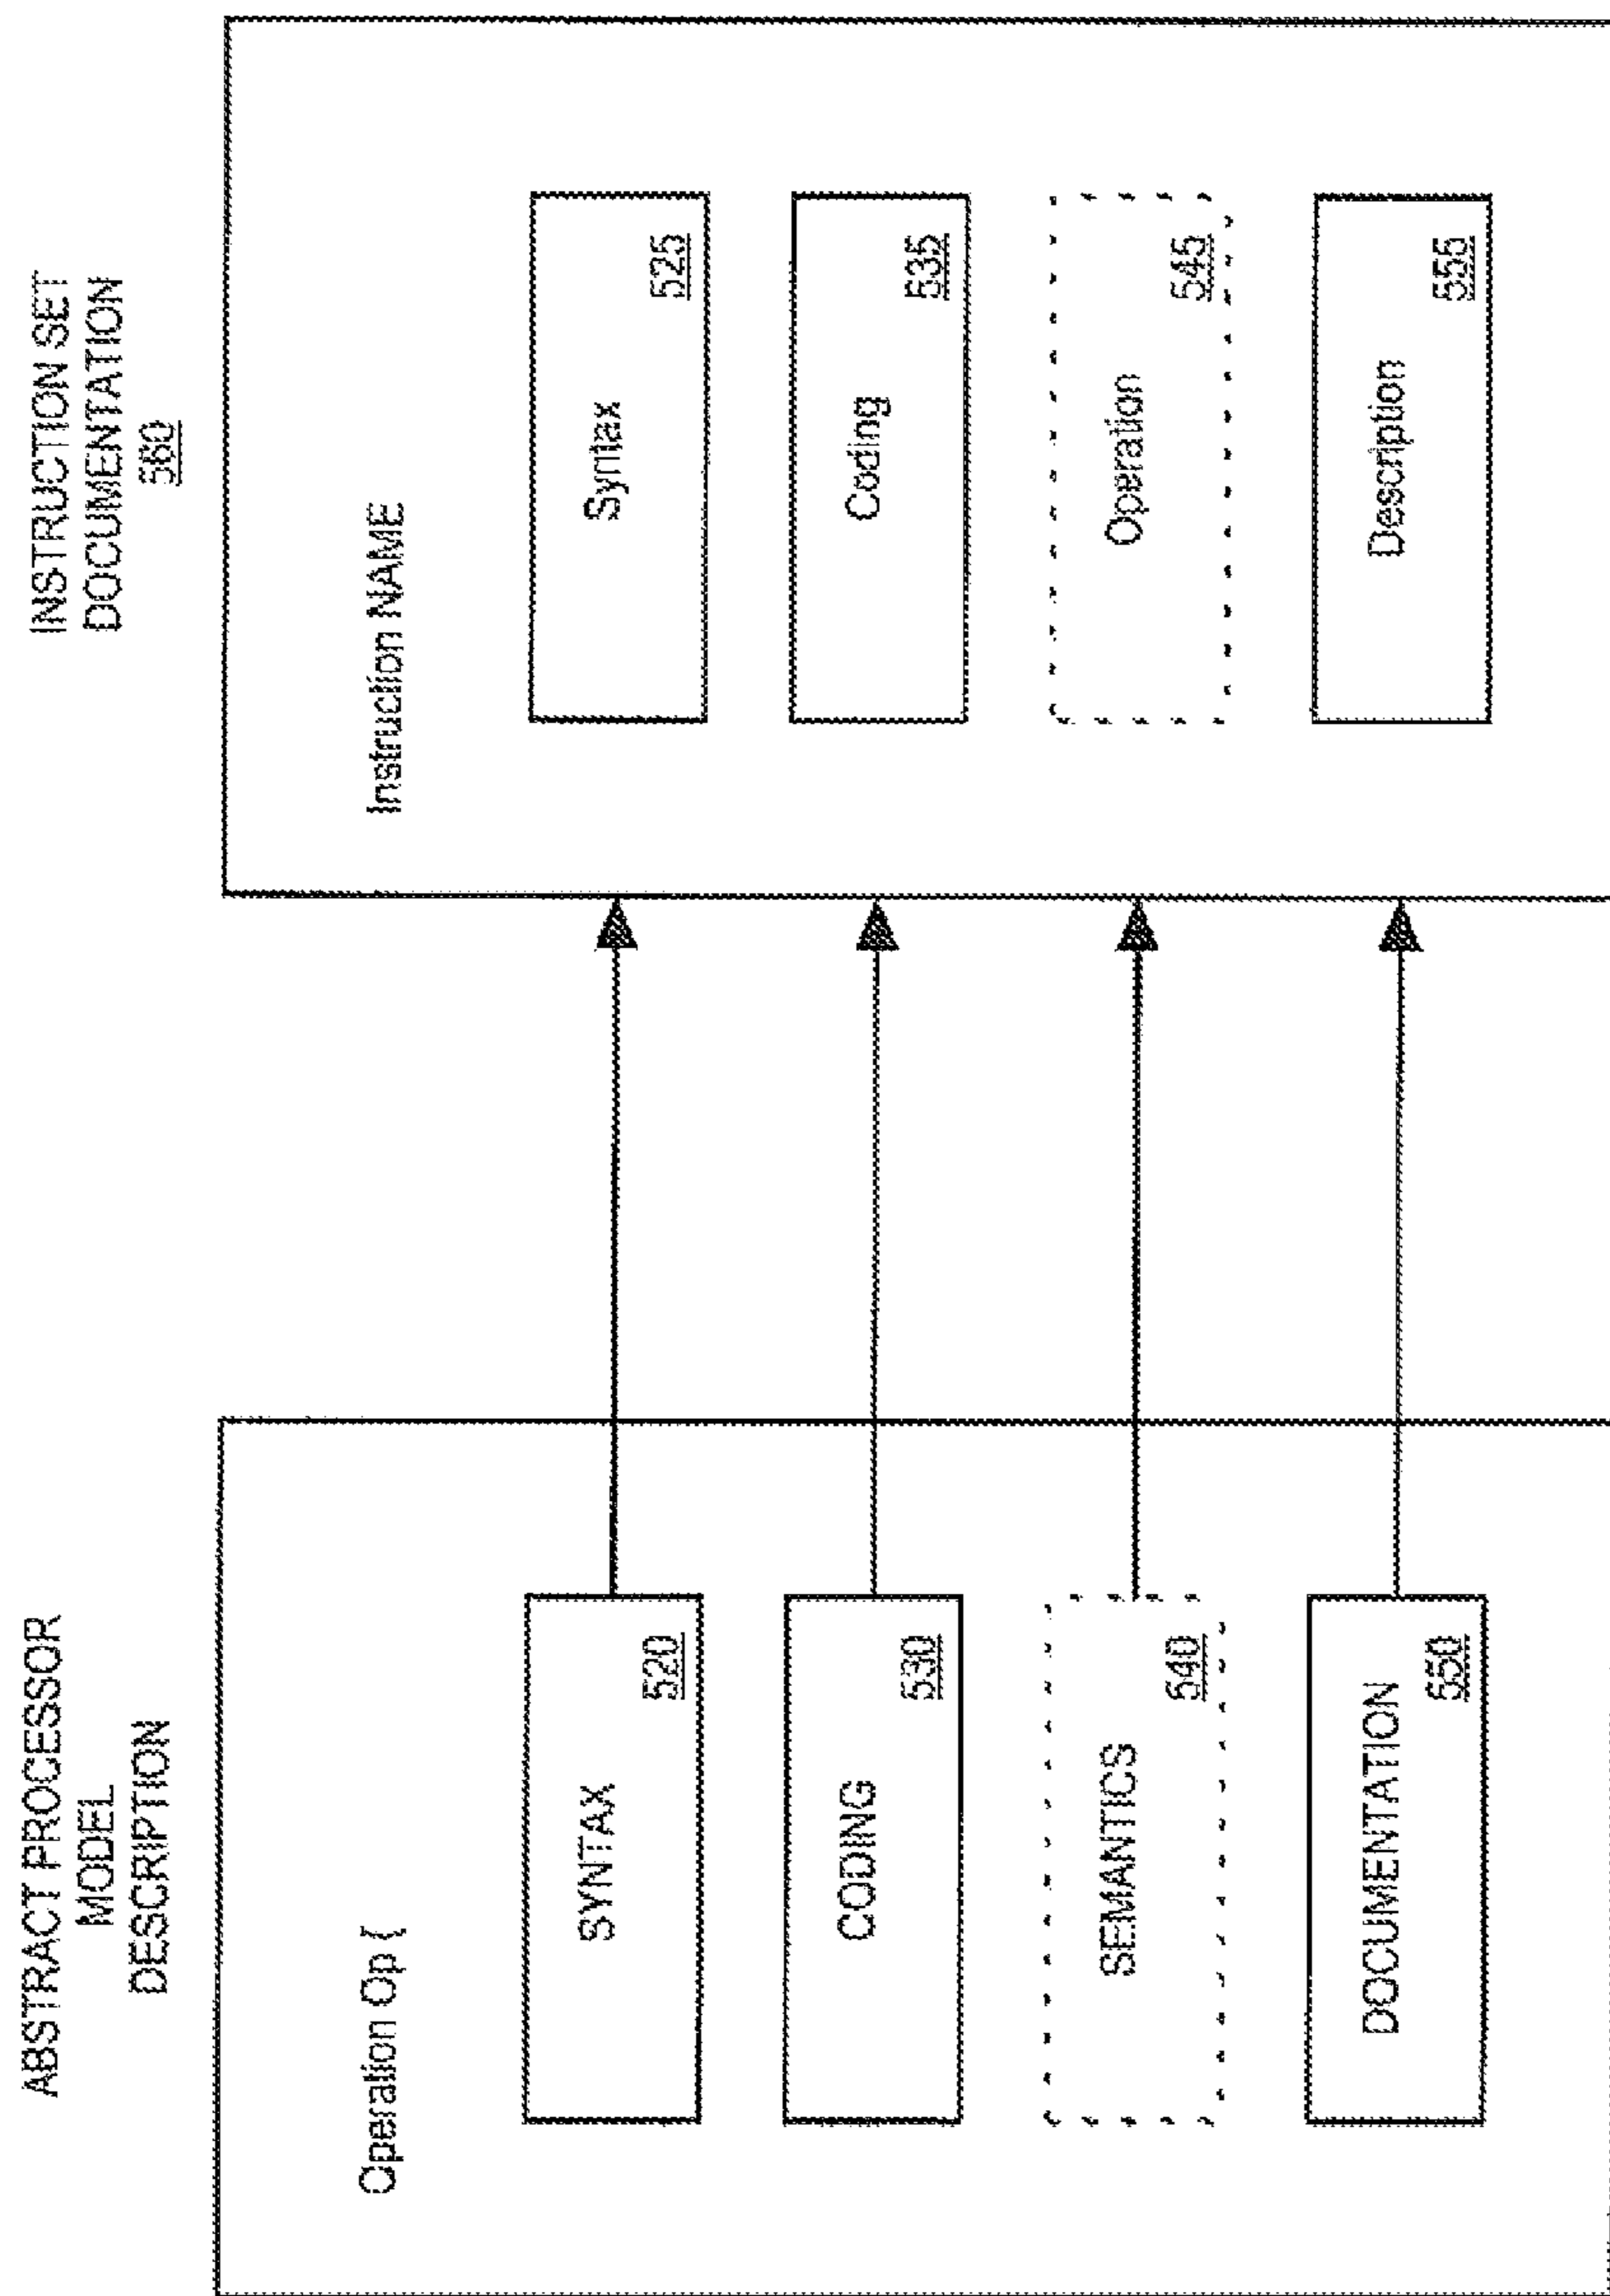 ABSTRACT PROCESSOR
MODEL
DESCRIPTION
Operation Op {
SYNTAX
520
CODING
530
SEMANTICS
540
DOCUMENTATION
550
INSTRUCTION SET
DOCUMENTATION
560
Instruction NAME
Syntax
525
Coding
535
Operation
545
Description
555